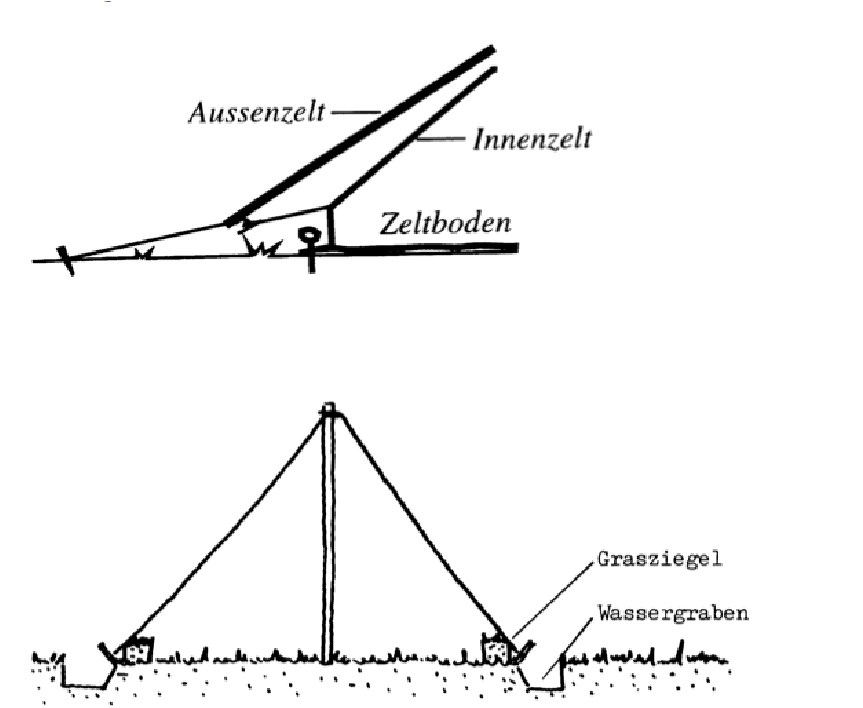 Aussenzelt
Innenzelt
Zeltboden
Grasziegel
Wassergraben